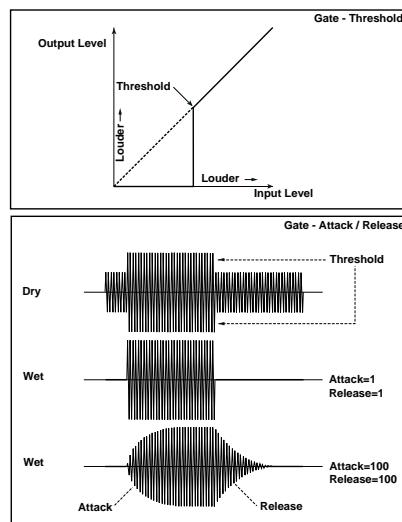 Gate - Threshold
Output Level
Threshold
Louder
Louder
Input Level
Gate - Attack / Release
Threshold
Dry
Wet
Attack=1
Release=1
Wet
Attack=100
Release=100
Attack
Release